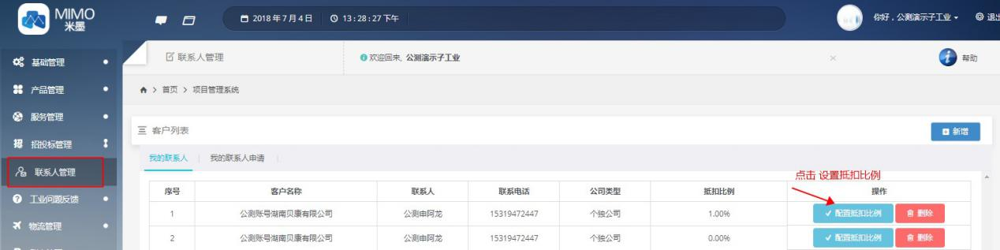 MIMO
米墨
2018年7月4日
13:28:27下午
你好，公测演示子工业
退出
基础管理
产品管理
服务管理
招投标管理
联系人管理
工业问题反馈
物流管理
联系人管理
欢迎回来, 公测演示子工业
×
帮助
首页 > 项目管理系统
客户列表
新增
我的联系人 | 我的联系人申请 |
点击 设置抵扣比例
序号 客户名称 联系人 联系电话 公司类型 抵扣比例 操作
1 公测账号湖南贝康有限公司 公测申阿龙 15319472447 个独公司 1.00% 配置抵扣比例 删除
2 公测账号湖南贝康有限公司 公测申阿龙 15319472447 个独公司 0.00% 配置抵扣比例 删除